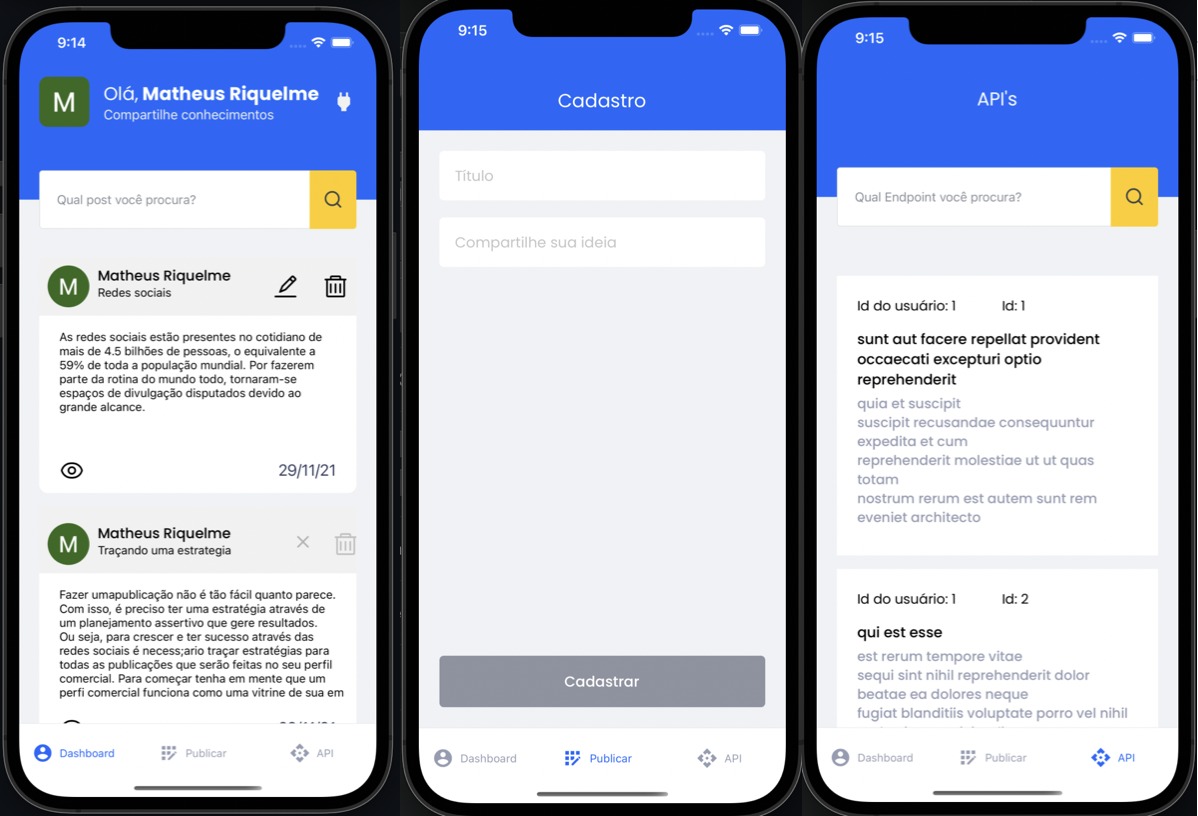 9:14
M
Olá, Matheus Riquelme
Compartilhe conhecimentos
Qual post você procura?
M
Matheus Riquelme
Redes sociais
As redes sociais estão presentes no cotidiano de
mais de 4.5 bilhões de pessoas, o equivalente a
59% de toda a população mundial. Por fazerem
parte da rotina do mundo todo, tornaram-se
espaços de divulgação disputados devido ao
grande alcance.
29/11/21
M
Matheus Riquelme
Traçando uma estrategia
Fazer umapublicação não é tão fácil quanto parece.
Com isso, é preciso ter uma estratégia através de
um planejamento assertivo que gere resultados.
Ou seja, para crescer e ter sucesso através das
redes sociais é necess;ario traçar estratégias para
todas as publicações que serão feitas no seu perfil
comercial. Para começar tenha em mente que um
perfi comercial funciona como uma vitrine de sua em
Dashboard
Publicar
API
9:15
Cadastro
Título
Compartilhe sua ideia
Cadastrar
Dashboard
Publicar
API
9:15
API's
Qual Endpoint você procura?
Id do usuário: 1 Id: 1
sunt aut facere repellat provident
occaecati excepturi optio
reprehenderit
quia et suscipit
suscipit recusandae consequuntur
expedita et cum
reprehenderit molestiae ut ut quas
totam
nostrum rerum est autem sunt rem
eveniet architecto
Id do usuário: 1 Id: 2
qui est esse
est rerum tempore vitae
sequi sint nihil reprehenderit dolor
beatae ea dolores neque
fugiat blanditiis voluptate porro vel nihil
Dashboard
Publicar
API